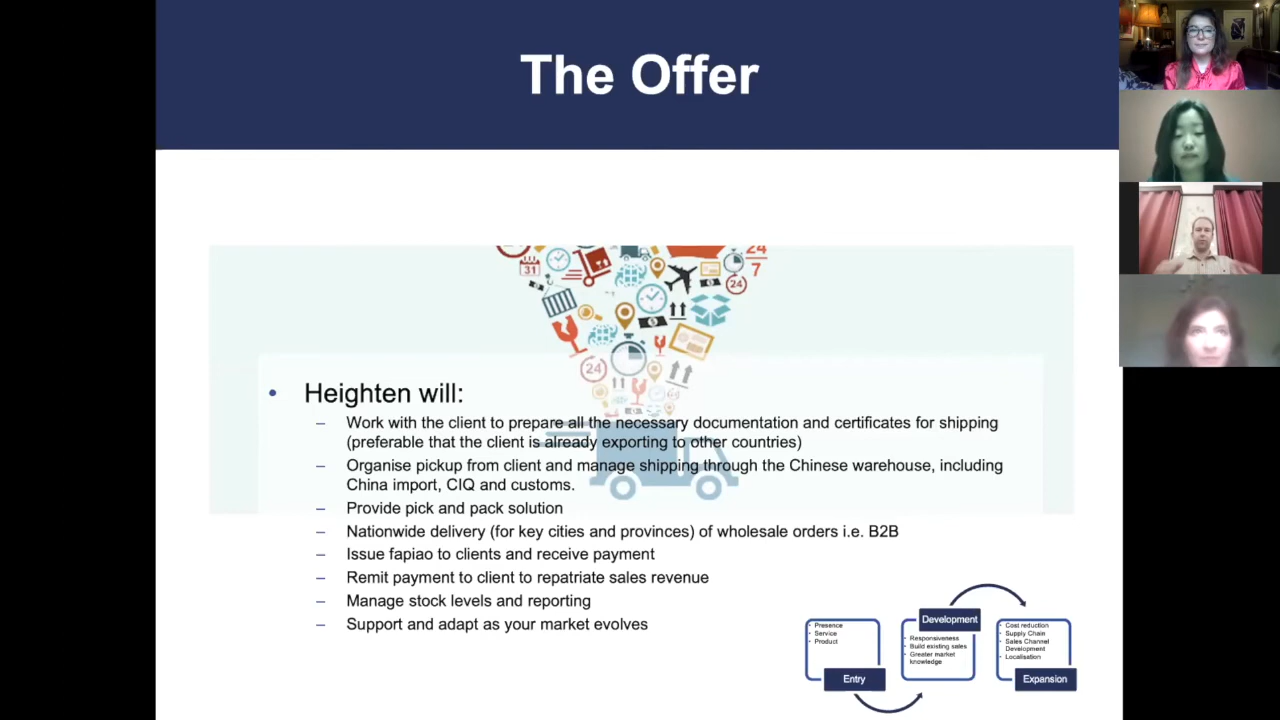 The Offer
24
7
31
24
24
• Heighten will:
– Work with the client to prepare all the necessary documentation and certificates for shipping
(preferable that the client is already exporting to other countries)
– Organise pickup from client and manage shipping through the Chinese warehouse, including
China import, CIQ and customs.
– Provide pick and pack solution
– Nationwide delivery (for key cities and provinces) of wholesale orders i.e. B2B
– Issue fapiao to clients and receive payment
– Remit payment to client to repatriate sales revenue
– Manage stock levels and reporting
– Support and adapt as your market evolves
• Presence
• Service
• Product
Entry
Development
• Responsiveness
• Build existing sales
• Greater market
knowledge
• Cost reduction
• Supply Chain
• Sales Channel
Development
• Localisation
Expansion